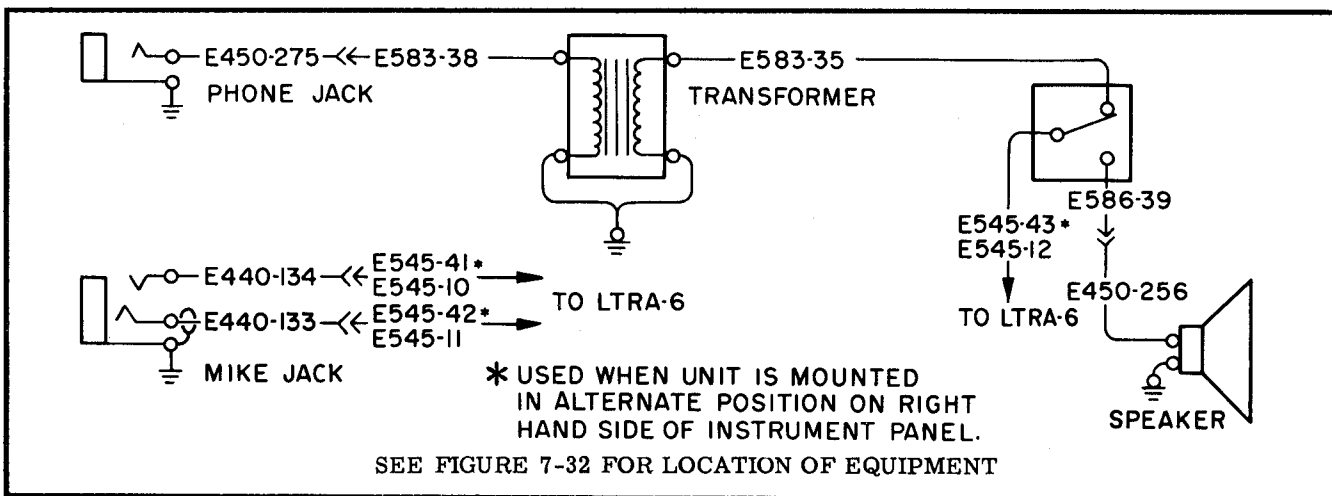 E450-275
E583-38
PHONE JACK
TRANSFORMER
E583-35
E586-39
E545-43*
E545-12
TO LTRA-6
E450-256
SPEAKER
E440-134
E545-41*
E545-10
E440-133
E545-42*
E545-11
TO LTRA-6
MIKE JACK
* USED WHEN UNIT IS MOUNTED
IN ALTERNATE POSITION ON RIGHT
HAND SIDE OF INSTRUMENT PANEL.
SEE FIGURE 7-32 FOR LOCATION OF EQUIPMENT